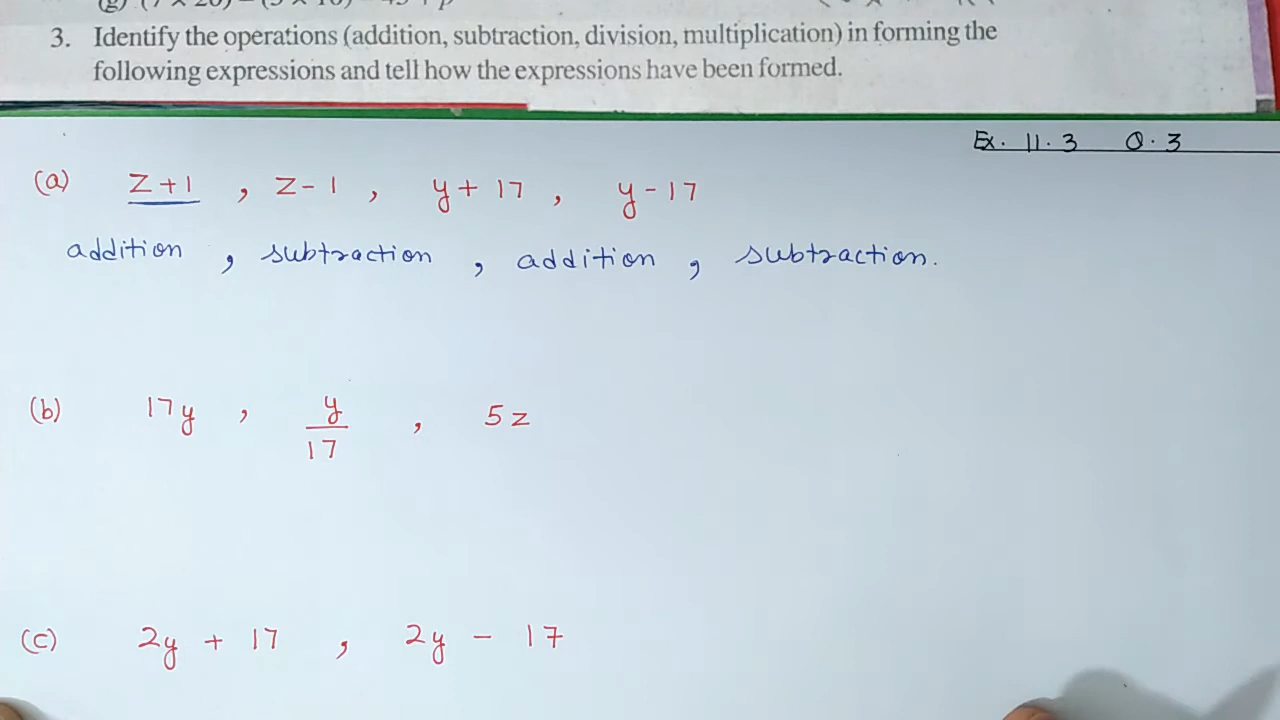 3. Identify the operations (addition, subtraction, division, multiplication) in forming the
following expressions and tell how the expressions have been formed.
Ex. 11.3 Q.3
(a) z+1 , z-1 , y+17 , y-17
addition , subtraction , addition , subtraction.
(b) 17y , y/17 , 5z
(c) 2y + 17 , 2y - 17